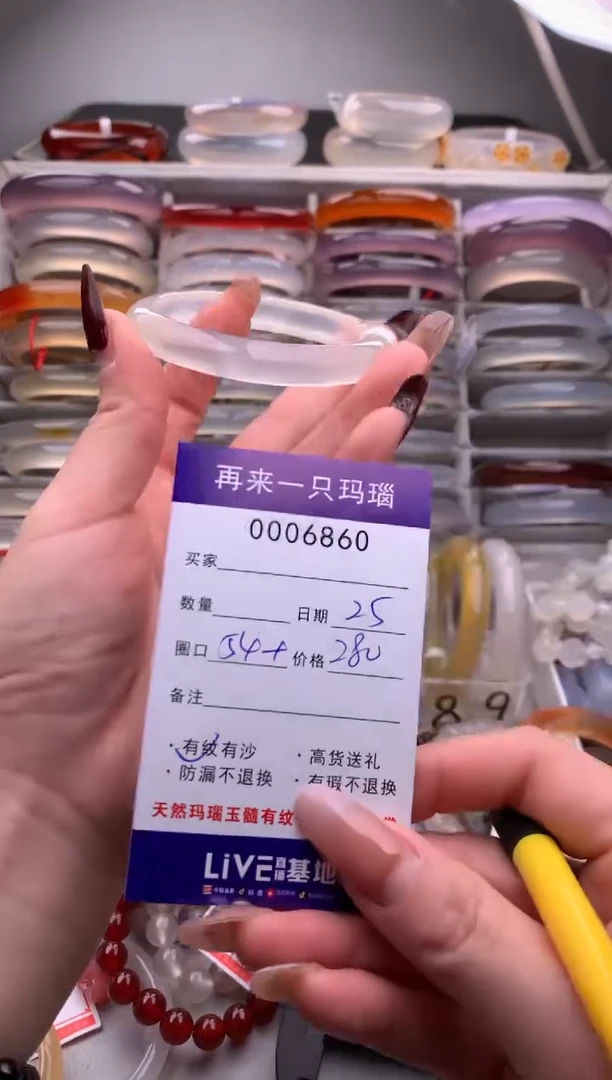 再来一只玛瑙
0006860
买家
数量 日期 25
圈口 54+ 价格 280
备注
·有纹有沙 ·高货送礼
·防漏不退换 ·有瑕不退换
天然玛瑙玉髓有纹
LiVE直播基地
8 9